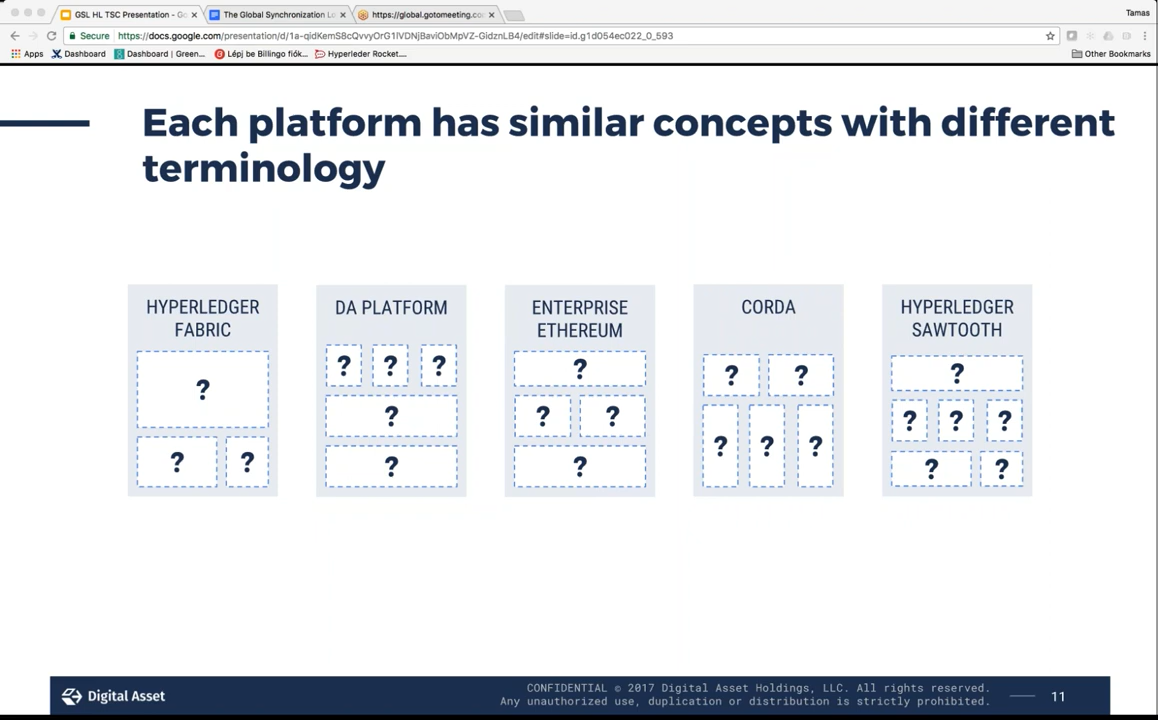 GSL HL TSC Presentation - Go
The Global Synchronization L
https://global.gotomeeting.co
Tamas
Secure
https://docs.google.com/presentation/d/1a-qidKemS8cQvvyOrG1IVDNjBaviObMpVZ-GidznLB4/edit#slide=id.g1d054ec022_0_593
Apps
Dashboard
Dashboard | Green...
Lépj be Billingo fiók...
Hyperleder Rocket....
Other Bookmarks
Each platform has similar concepts with different
terminology
HYPERLEDGER
FABRIC
?
? ?
DA PLATFORM
? ? ?
?
?
ENTERPRISE
ETHEREUM
?
? ?
?
CORDA
? ?
? ? ?
HYPERLEDGER
SAWTOOTH
?
? ? ?
? ?
Digital Asset
CONFIDENTIAL © 2017 Digital Asset Holdings, LLC. All rights reserved.
Any unauthorized use, duplication or distribution is strictly prohibited.
11